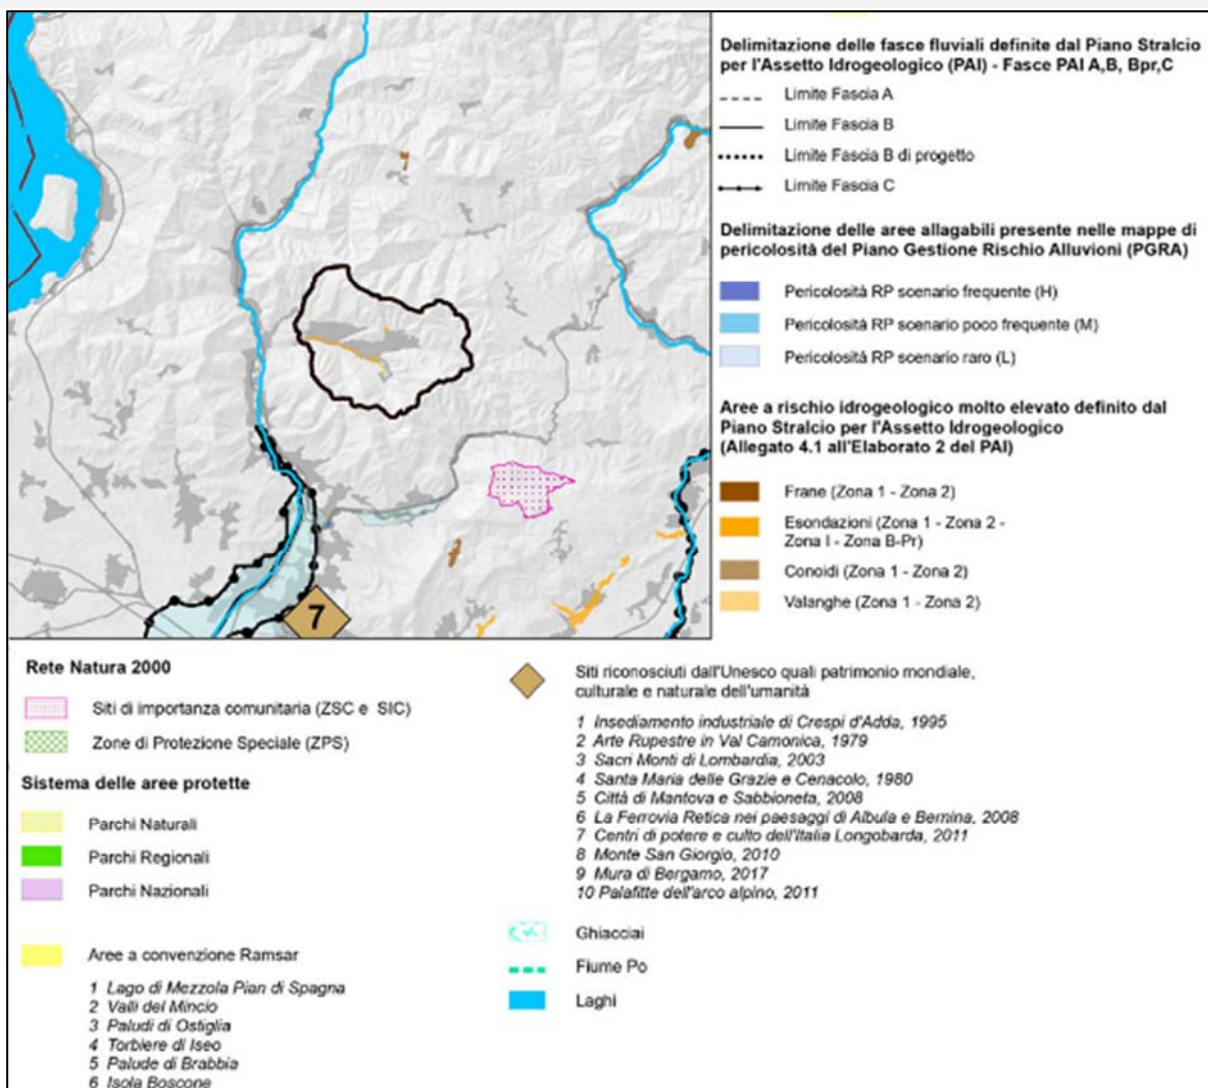 Delimitazione delle fasce fluviali definite dal Piano Stralcio
per l'Assetto Idrogeologico (PAI) - Fasce PAI A,B, Bpr,C
Limite Fascia A
Limite Fascia B
Limite Fascia B di progetto
Limite Fascia C
Delimitazione delle aree allagabili presente nelle mappe di
pericolosità del Piano Gestione Rischio Alluvioni (PGRA)
Pericolosità RP scenario frequente (H)
Pericolosità RP scenario poco frequente (M)
Pericolosità RP scenario raro (L)
Aree a rischio idrogeologico molto elevato definito dal
Piano Stralcio per l'Assetto Idrogeologico
(Allegato 4.1 all'Elaborato 2 del PAI)
Frane (Zona 1 - Zona 2)
Esondazioni (Zona 1 - Zona 2 -
Zona I - Zona B-Pr)
Conoidi (Zona 1 - Zona 2)
Valanghe (Zona 1 - Zona 2)
7
Rete Natura 2000
Siti di importanza comunitaria (ZSC e SIC)
Zone di Protezione Speciale (ZPS)
Sistema delle aree protette
Parchi Naturali
Parchi Regionali
Parchi Nazionali
Aree a convenzione Ramsar
1 Lago di Mezzola Pian di Spagna
2 Valli del Mincio
3 Paludi di Ostiglia
4 Torbiere di Iseo
5 Palude di Brabbia
6 Isola Boscone
Siti riconosciuti dall'Unesco quali patrimonio mondiale,
culturale e naturale dell'umanità
1 Insediamento industriale di Crespi d'Adda, 1995
2 Arte Rupestre in Val Camonica, 1979
3 Sacri Monti di Lombardia, 2003
4 Santa Maria delle Grazie e Cenacolo, 1980
5 Città di Mantova e Sabbioneta, 2008
6 La Ferrovia Retica nei paesaggi di Albula e Bernina, 2008
7 Centri di potere e culto dell'Italia Longobarda, 2011
8 Monte San Giorgio, 2010
9 Mura di Bergamo, 2017
10 Palafitte dell'arco alpino, 2011
Ghiacciai
Fiume Po
Laghi